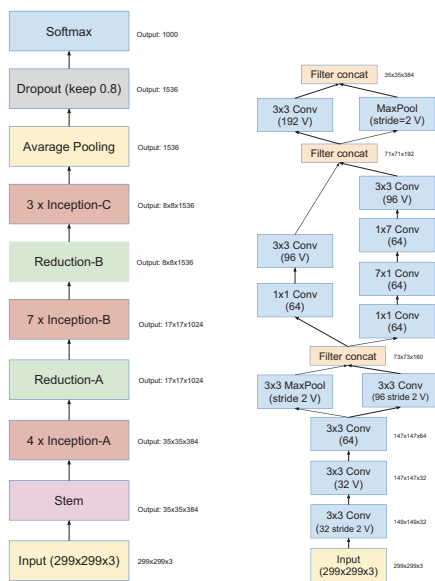 Softmax
Output: 1000
Dropout (keep 0.8)
Output: 1536
Avarage Pooling
Output: 1536
3 x Inception-C
Output: 8x8x1536
Reduction-B
Output: 8x8x1536
7 x Inception-B
Output: 17x17x1024
Reduction-A
Output: 17x17x1024
4 x Inception-A
Output: 35x35x384
Stem
Output: 35x35x384
Input (299x299x3)
299x299x3
Filter concat
35x35x384
3x3 Conv
(192 V)
MaxPool
(stride=2 V)
Filter concat
71x71x192
3x3 Conv
(96 V)
1x7 Conv
(64)
3x3 Conv
(96 V)
7x1 Conv
(64)
1x1 Conv
(64)
1x1 Conv
(64)
Filter concat
73x73x160
3x3 MaxPool
(stride 2 V)
3x3 Conv
(96 stride 2 V)
3x3 Conv
(64)
147x147x64
3x3 Conv
(32 V)
147x147x32
3x3 Conv
(32 stride 2 V)
149x149x32
Input
(299x299x3)
299x299x3